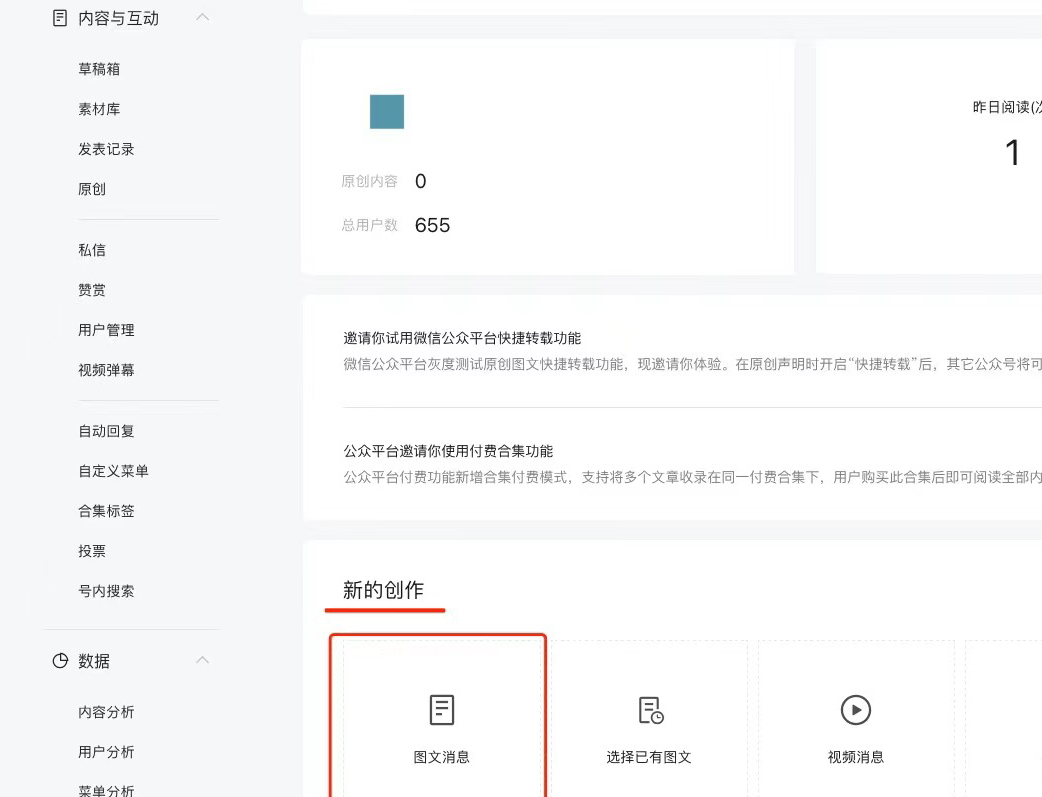 内容与互动
草稿箱
素材库
发表记录
原创
私信
赞赏
用户管理
视频弹幕
自动回复
自定义菜单
合集标签
投票
号内搜索
数据
内容分析
用户分析
菜单分析
原创内容 0
总用户数 655
昨日阅读(次
1
邀请你试用微信公众平台快捷转载功能
微信公众平台灰度测试原创图文快捷转载功能，现邀请你体验。在原创声明时开启“快捷转载”后，其它公众号将可
公众平台邀请你使用付费合集功能
公众平台付费功能新增合集付费模式，支持将多个文章收录在同一付费合集下，用户购买此合集后即可阅读全部内
新的创作
图文消息
选择已有图文
视频消息